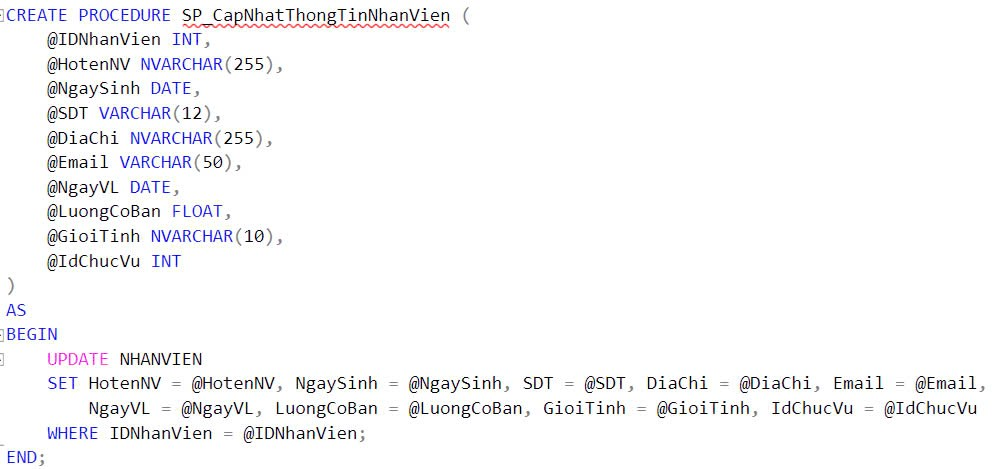 CREATE PROCEDURE SP_CapNhatThongTinNhanVien (
@IDNhanVien INT,
@HotenNV NVARCHAR(255),
@NgaySinh DATE,
@SDT VARCHAR(12),
@DiaChi NVARCHAR(255),
@Email VARCHAR(50),
@NgayVL DATE,
@LuongCoBan FLOAT,
@GioiTinh NVARCHAR(10),
@IdChucVu INT
)
AS
BEGIN
UPDATE NHANVIEN
SET HotenNV = @HotenNV, NgaySinh = @NgaySinh, SDT = @SDT, DiaChi = @DiaChi, Email = @Email,
NgayVL = @NgayVL, LuongCoBan = @LuongCoBan, GioiTinh = @GioiTinh, IdChucVu = @IdChucVu
WHERE IDNhanVien = @IDNhanVien;
END;